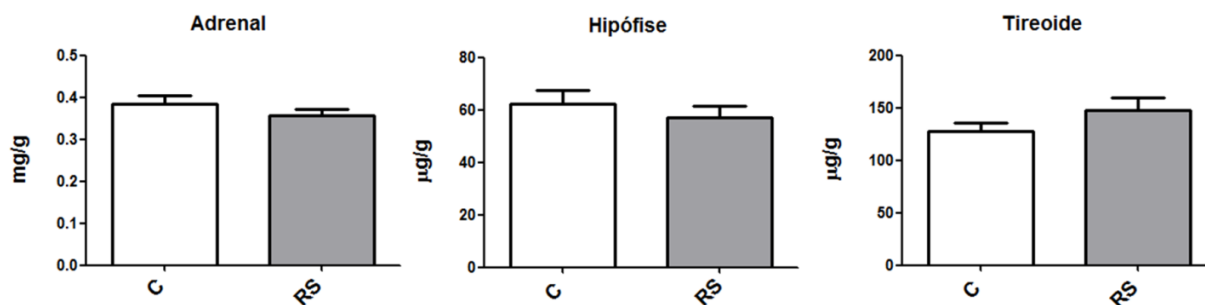 Adrenal
mg/g
0.5
0.4
0.3
0.2
0.1
0.0
C
RS
Hipófise
µg/g
80
60
40
20
0
C
RS
Tireoide
µg/g
200
150
100
50
0
C
RS